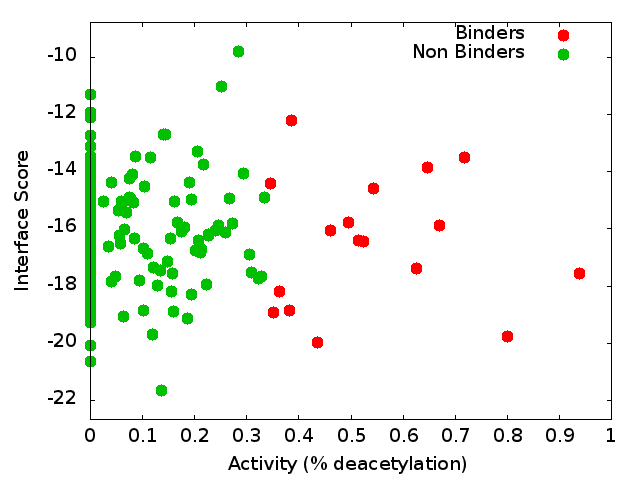 Binders
Non Binders
-10
-12
-14
-16
-18
-20
-22
Interface Score
0 0.1 0.2 0.3 0.4 0.5 0.6 0.7 0.8 0.9 1
Activity (% deacetylation)